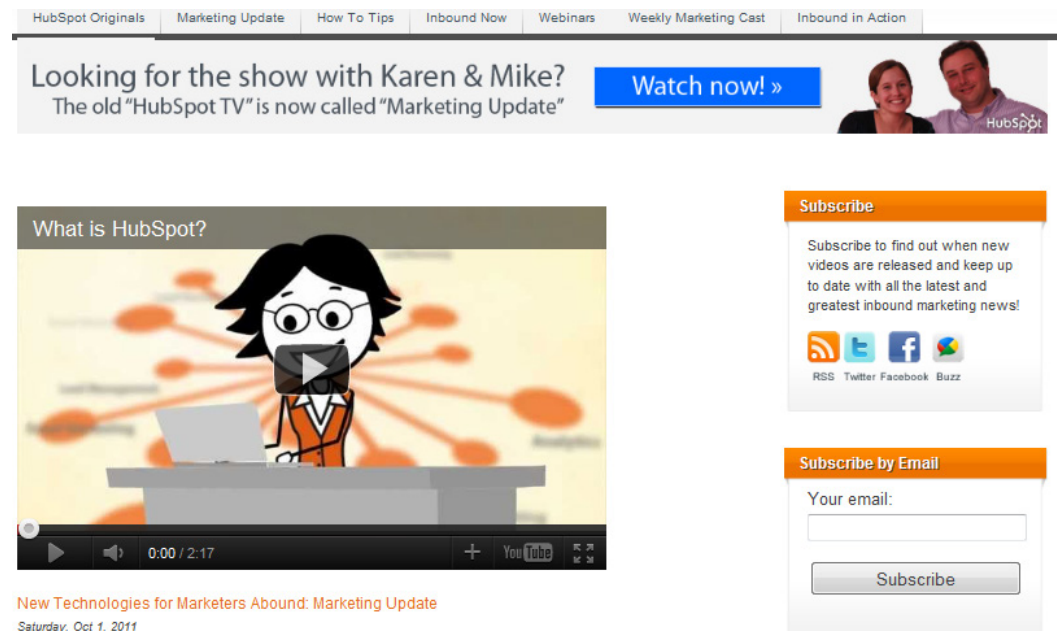 HubSpot Originals
Marketing Update
How To Tips
Inbound Now
Webinars
Weekly Marketing Cast
Inbound in Action
Looking for the show with Karen & Mike?
The old "HubSpot TV" is now called "Marketing Update"
Watch now! »
HubSpot
What is HubSpot?
Lead Management
Analytics
0:00 / 2:17
YouTube
New Technologies for Marketers Abound: Marketing Update
Saturday, Oct 1, 2011
Subscribe
Subscribe to find out when new
videos are released and keep up
to date with all the latest and
greatest inbound marketing news!
RSS Twitter Facebook Buzz
Subscribe by Email
Your email:
Subscribe